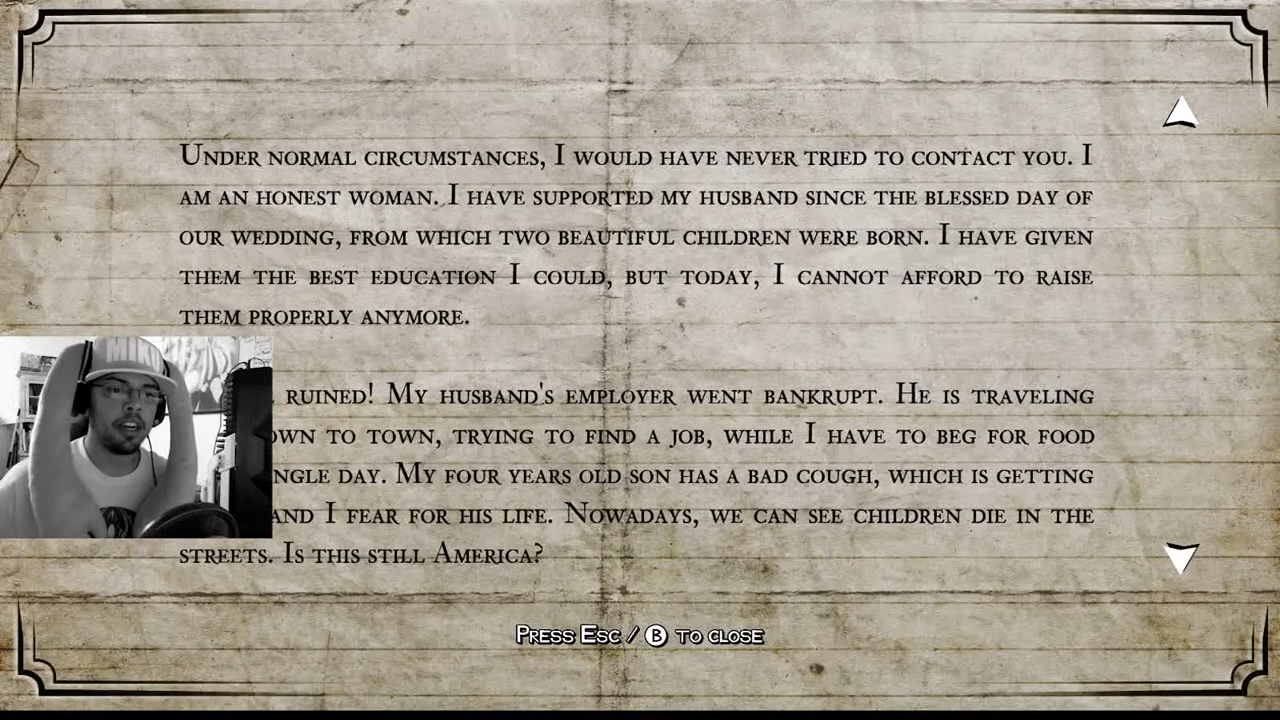 Under normal circumstances, I would have never tried to contact you. I
am an honest woman. I have supported my husband since the blessed day of
our wedding, from which two beautiful children were born. I have given
them the best education I could, but today, I cannot afford to raise
them properly anymore.
ruined! My husband's employer went bankrupt. He is traveling
to town, trying to find a job, while I have to beg for food
day. My four years old son has a bad cough, which is getting
and I fear for his life. Nowadays, we can see children die in the
streets. Is this still America?
Press Esc / B to close